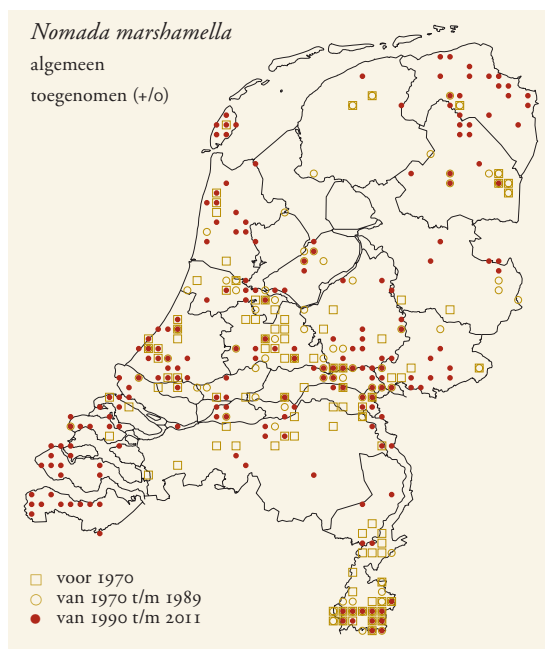 Nomada marshamella
algemeen
toegenomen (+/0)
voor 1970
van 1970 t/m 1989
van 1990 t/m 2011